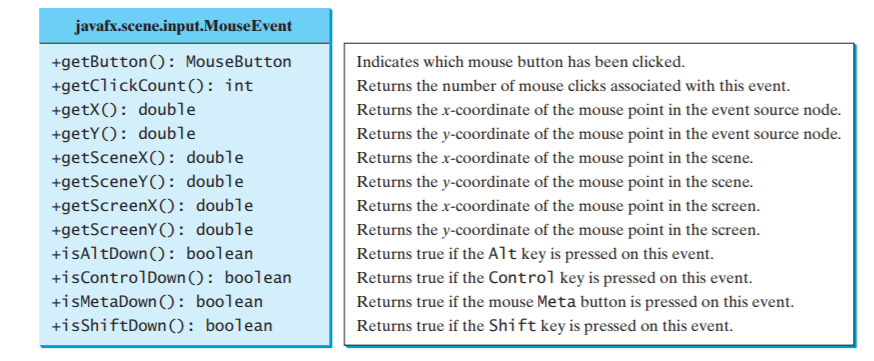 javafx.scene.input.MouseEvent
+getButton(): MouseButton Indicates which mouse button has been clicked.
+getClickCount(): int Returns the number of mouse clicks associated with this event.
+getX(): double Returns the x-coordinate of the mouse point in the event source node.
+getY(): double Returns the y-coordinate of the mouse point in the event source node.
+getSceneX(): double Returns the x-coordinate of the mouse point in the scene.
+getSceneY(): double Returns the y-coordinate of the mouse point in the scene.
+getScreenX(): double Returns the x-coordinate of the mouse point in the screen.
+getScreenY(): double Returns the y-coordinate of the mouse point in the screen.
+isAltDown(): boolean Returns true if the Alt key is pressed on this event.
+isControlDown(): boolean Returns true if the Control key is pressed on this event.
+isMetaDown(): boolean Returns true if the mouse Meta button is pressed on this event.
+isShiftDown(): boolean Returns true if the Shift key is pressed on this event.